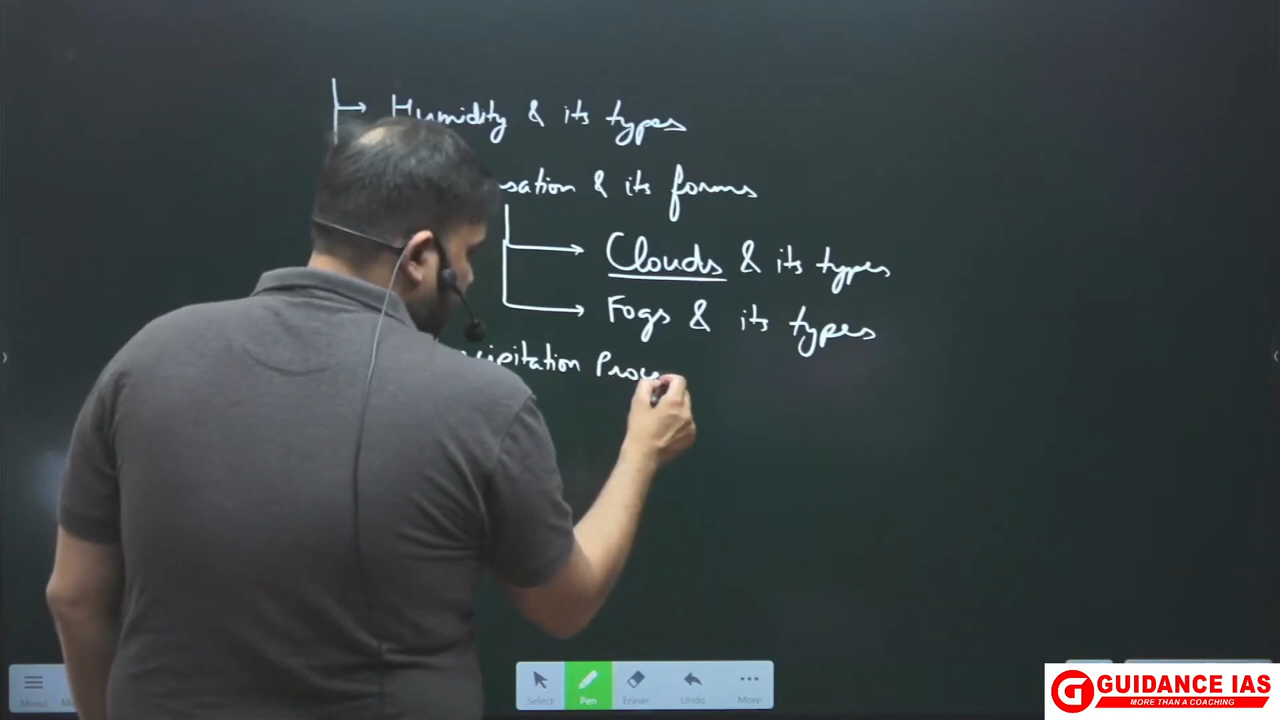 Humidity & its types
sation & its forms
Clouds & its types
Fogs & its types
cipitation Proc
Menu
Select
Pen
Eraser
Undo
More
G GUIDANCE IAS
MORE THAN A COACHING